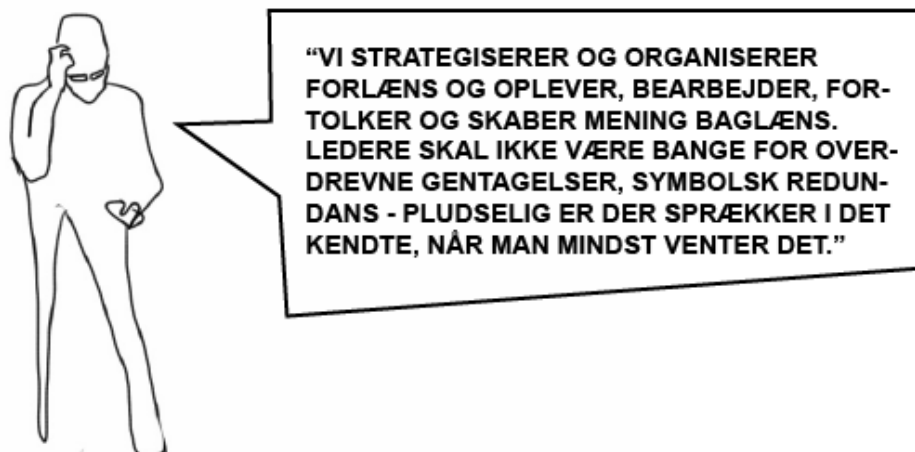 “VI STRATEGISERER OG ORGANISERER
FORLÆNS OG OPLEVER, BEARBEJDER, FOR-
TOLKER OG SKABER MENING BAGLÆNS.
LEDERE SKAL IKKE VÆRE BANGE FOR OVER-
DREVNE GENTAGELSER, SYMBOLSK REDUN-
DANS - PLUDSELIG ER DER SPRÆKKER I DET
KENDTE, NÅR MAN MINDST VENTER DET.”